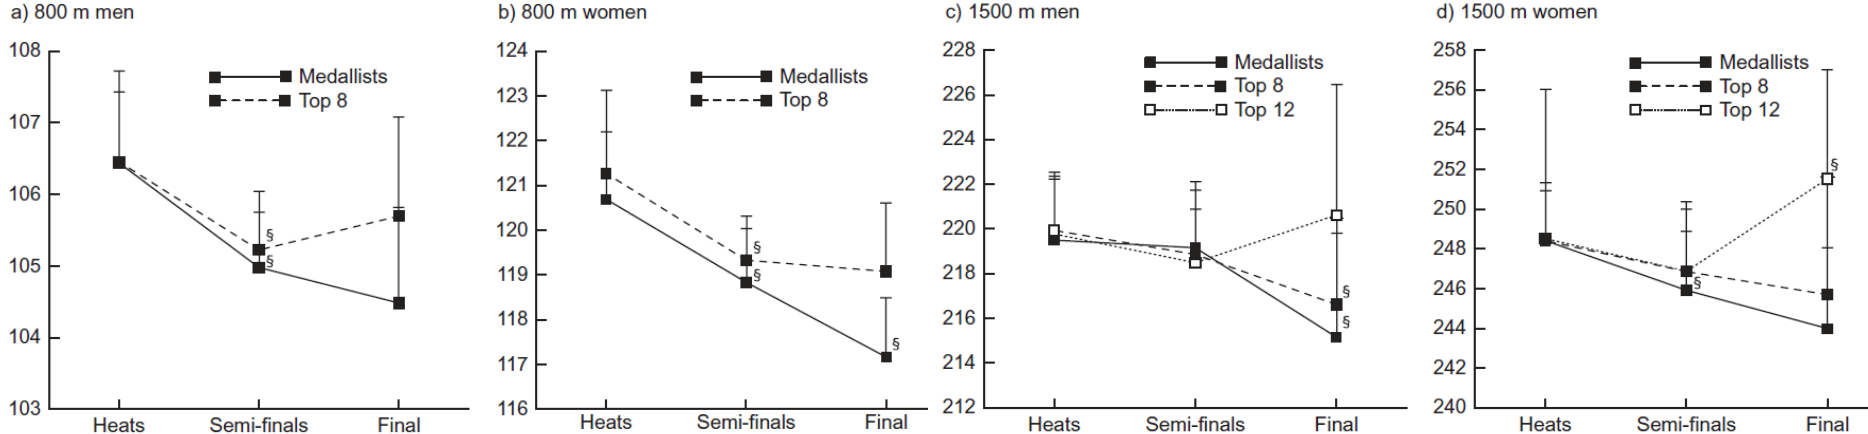 a) 800 m men
108
107
106
105
104
103
Medallists
Top 8
§
§
Heats
Semi-finals
Final
b) 800 m women
124
123
122
121
120
119
118
117
116
Medallists
Top 8
§
§
§
Heats
Semi-finals
Final
c) 1500 m men
228
226
224
222
220
218
216
214
212
Medallists
Top 8
Top 12
§
§
Heats
Semi-finals
Final
d) 1500 m women
258
256
254
252
250
248
246
244
242
240
Medallists
Top 8
Top 12
§
§
Heats
Semi-finals
Final